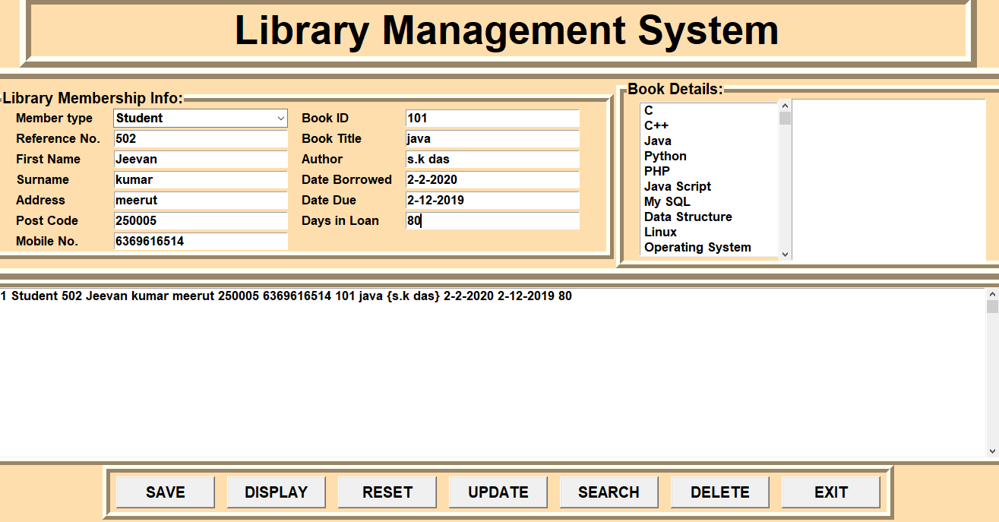 Library Management System
Library Membership Info:
Member type Student
Reference No. 502
First Name Jeevan
Surname kumar
Address meerut
Post Code 250005
Mobile No. 6369616514
Book ID 101
Book Title java
Author s.k das
Date Borrowed 2-2-2020
Date Due 2-12-2019
Days in Loan 80
Book Details:
C
C++
Java
Python
PHP
Java Script
My SQL
Data Structure
Linux
Operating System
1 Student 502 Jeevan kumar meerut 250005 6369616514 101 java {s.k das} 2-2-2020 2-12-2019 80
SAVE DISPLAY RESET UPDATE SEARCH DELETE EXIT